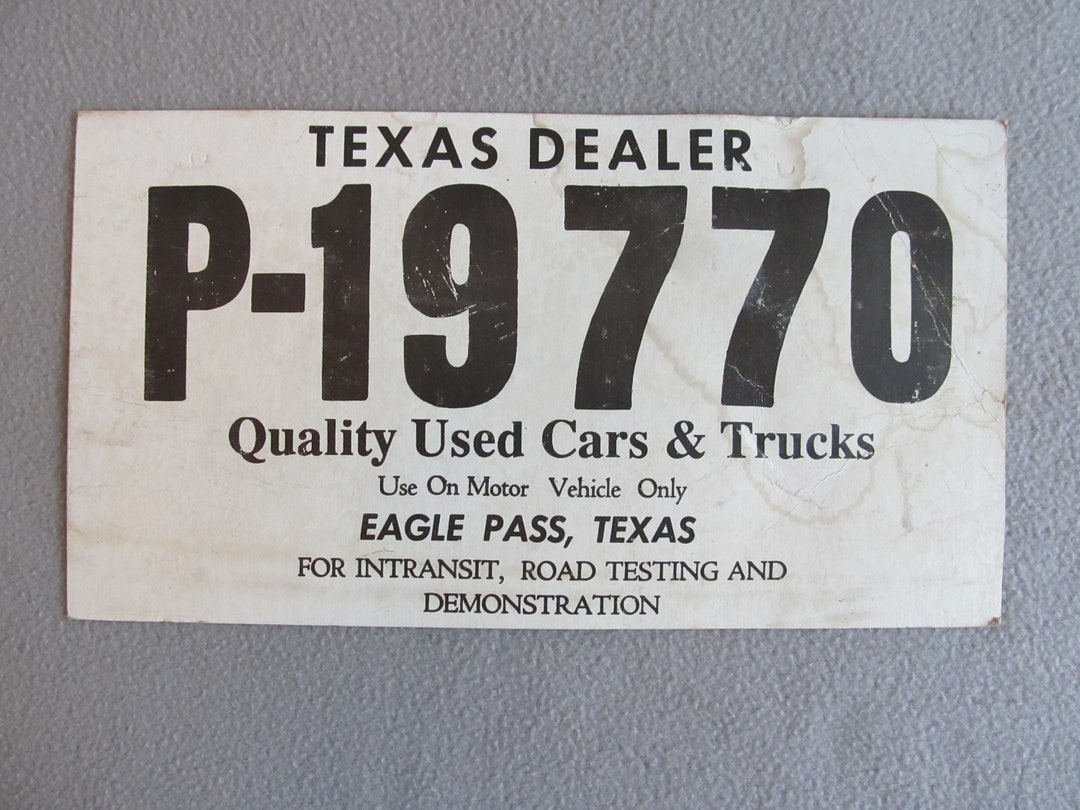 TEXAS DEALER
P-19770
Quality Used Cars & Trucks
Use On Motor Vehicle Only
EAGLE PASS, TEXAS
FOR INTRANSIT, ROAD TESTING AND
DEMONSTRATION